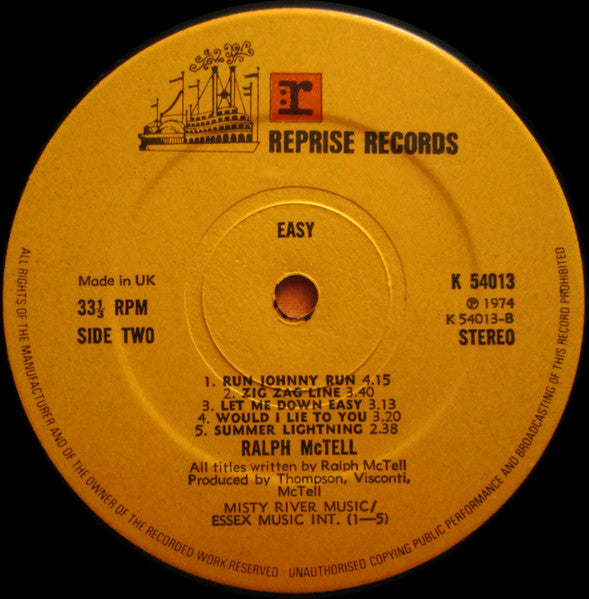 r
REPRISE RECORDS
EASY
Made in UK
33⅓ RPM
SIDE TWO
K 54013
℗ 1974
K 54013-B
STEREO
1. RUN JOHNNY RUN 4.15
2. ZIG ZAG LINE 3.40
3. LET ME DOWN EASY 3.13
4. WOULD I LIE TO YOU 3.20
5. SUMMER LIGHTNING 2.38
RALPH McTELL
All titles written by Ralph McTell
Produced by Thompson, Visconti,
McTell
MISTY RIVER MUSIC/
ESSEX MUSIC INT. (1—5)
ALL RIGHTS OF THE MANUFACTURER AND OF THE OWNER OF THE RECORDED WORK RESERVED · UNAUTHORISED COPYING PUBLIC PERFORMANCE AND BROADCASTING OF THIS RECORD PROHIBITED